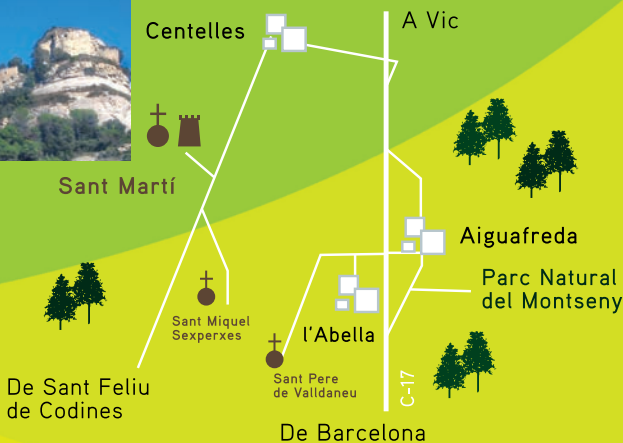 Centelles
A Vic
Sant Martí
Aiguafreda
Parc Natural
del Montseny
Sant Miquel
Sexperxes
l'Abella
Sant Pere
de Valldaneu
C-17
De Sant Feliu
de Codines
De Barcelona